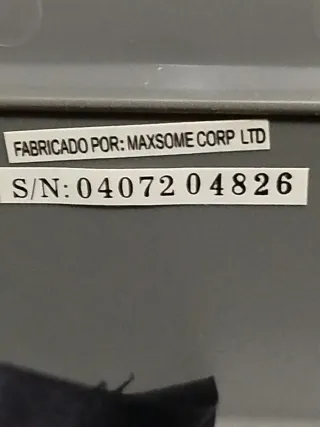 FABRICADO POR: MAXSOME CORP LTD
S/N: 0407204826